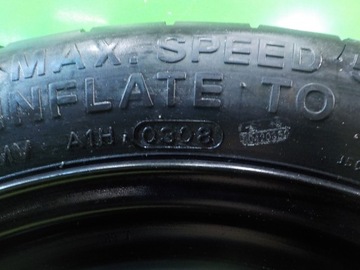 MAX. SPEED
INFLATE TO
A1H 0308